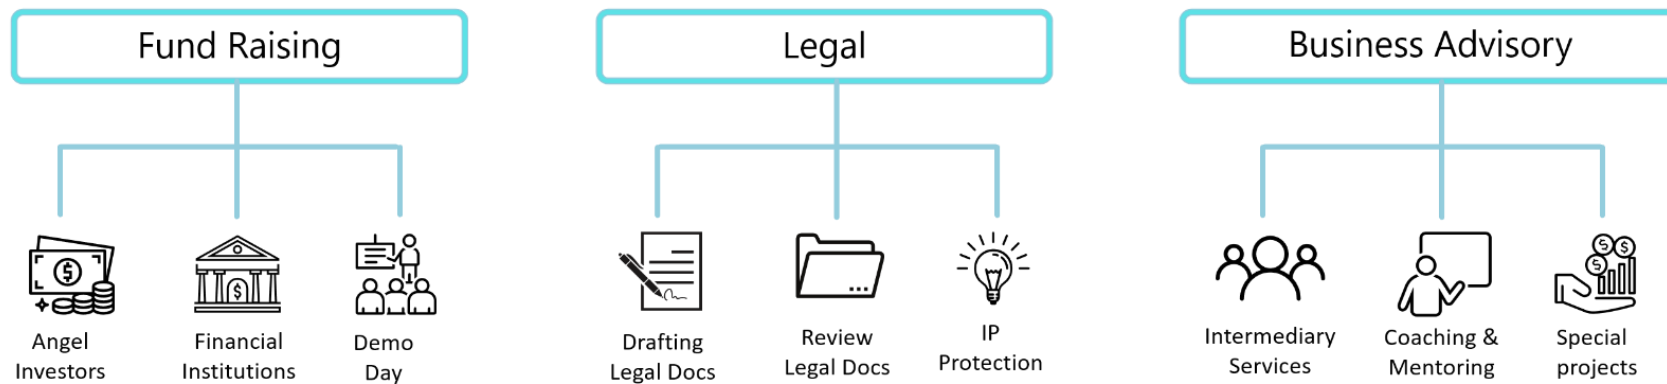 Fund Raising
Legal
Business Advisory
Angel
Investors
Financial
Institutions
Demo
Day
Drafting
Legal Docs
Review
Legal Docs
IP
Protection
Intermediary
Services
Coaching &
Mentoring
Special
projects